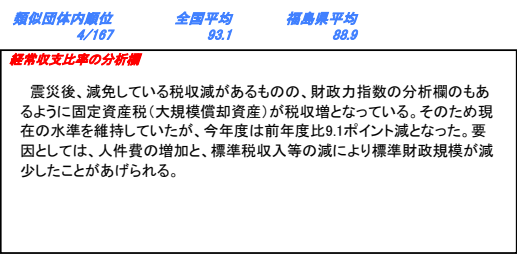 類似団体内順位 全国平均 福島県平均
4/167 93.1 88.9
経常収支比率の分析欄
震災後、減免している税収減があるものの、財政力指数の分析欄のもあ
るように固定資産税(大規模償却資産)が税収増となっている。そのため現
在の水準を維持していたが、今年度は前年度比9.1ポイント減となった。要
因としては、人件費の増加と、標準税収入等の減により標準財政規模が減
少したことがあげられる。